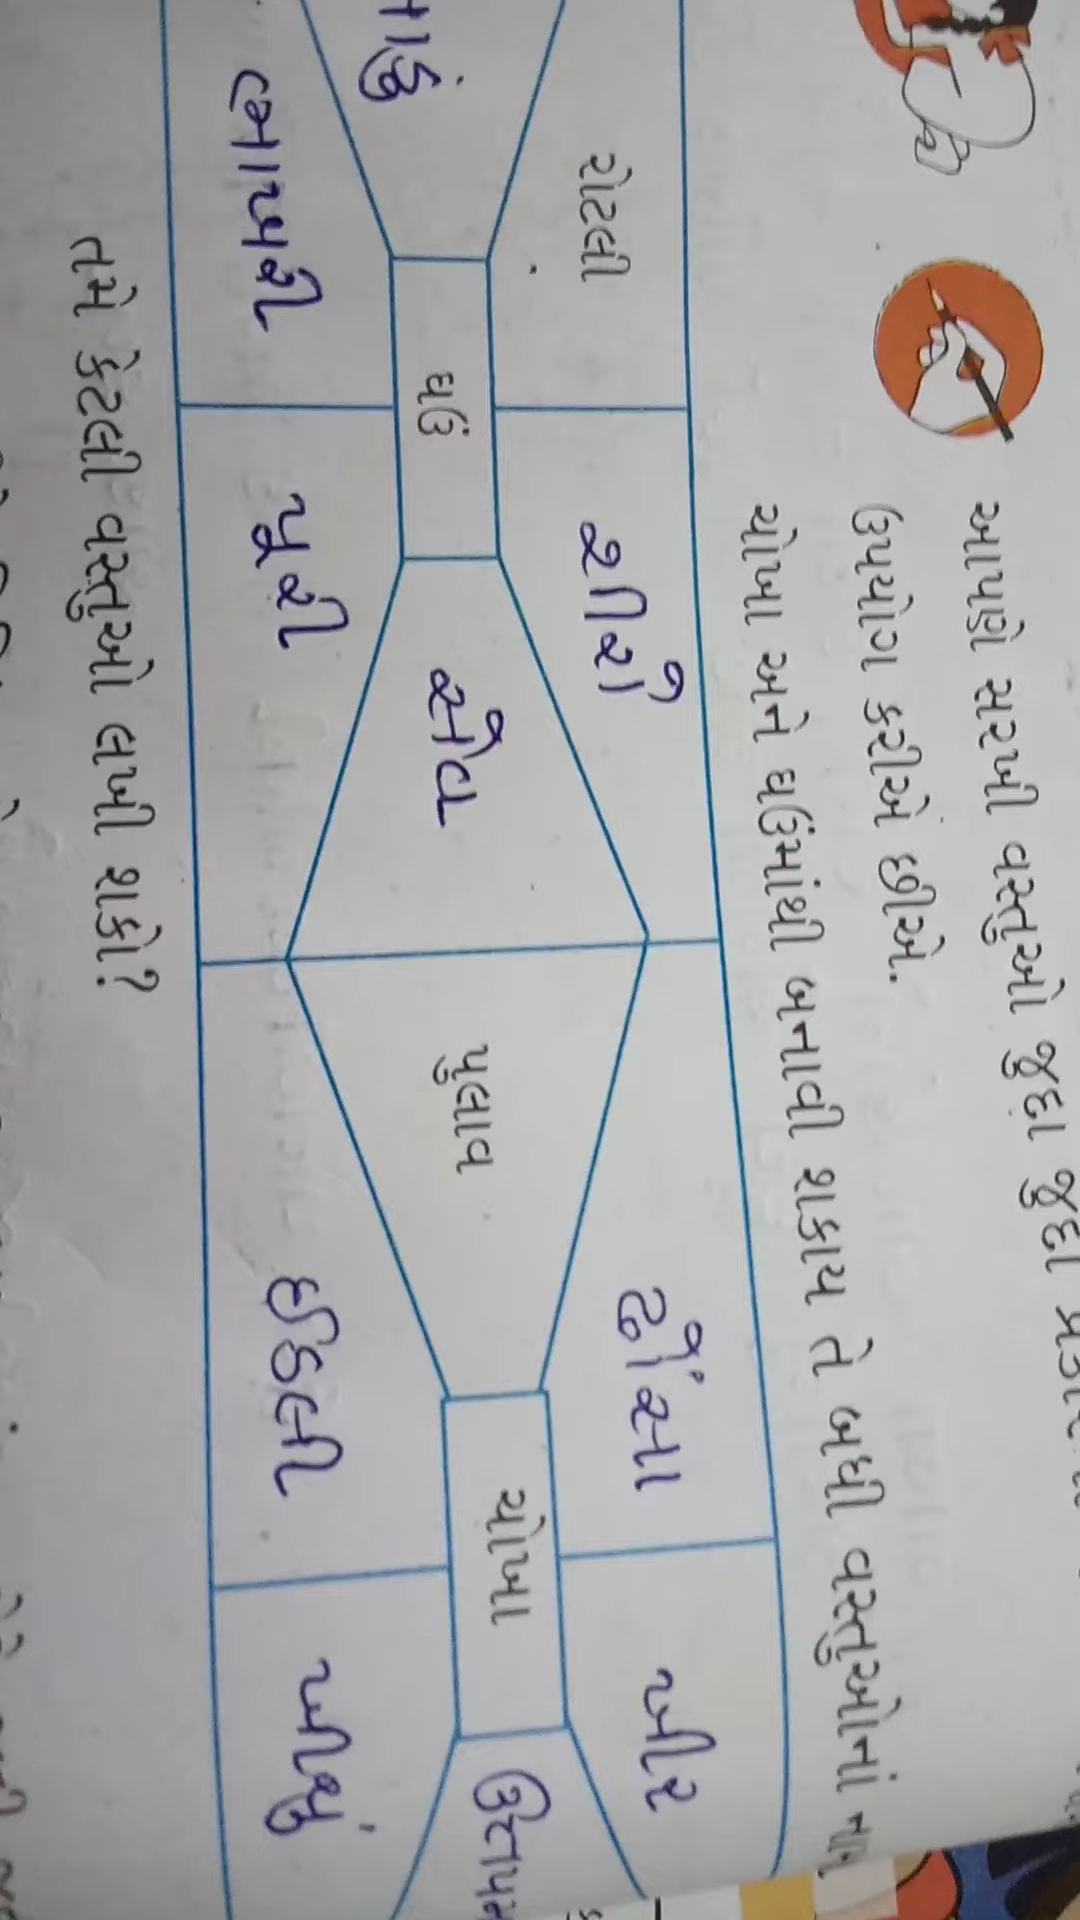 આપણે સરખી વસ્તુઓ જુદા જુદા
ઉપયોગ કરીએ છીએ.
ચોખા અને ઘઉંમાંથી બનાવી શકાય તે બધી વસ્તુઓનાં
રોટલી
શીરો
ઢોંસા
ખીર
ઘઉં
સેવ
પુલાવ
ચોખા
ભાખરી
પુરી
ઈડલી
ખીચું
તમે કેટલી વસ્તુઓ લખી શકો?